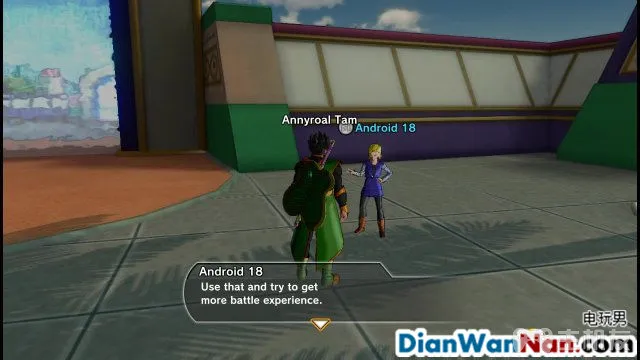 Annyroal Tam
Android 18
Android 18
Use that and try to get
more battle experience.
电玩男
DianWanNan.com